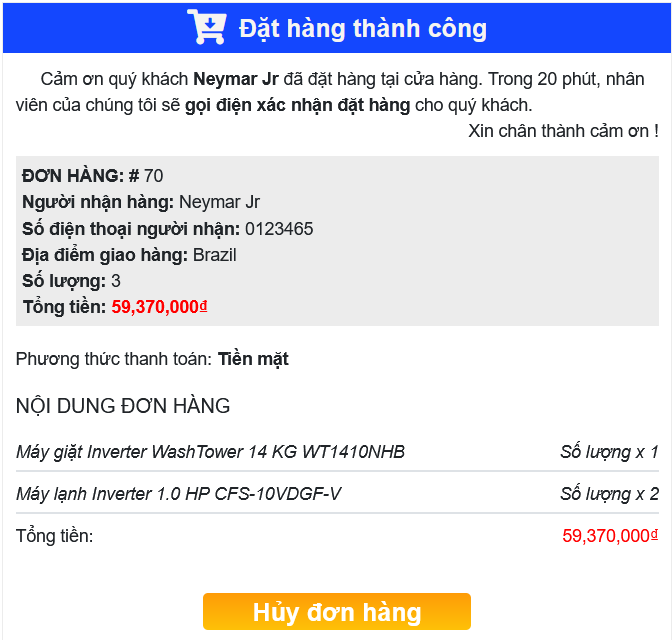 Đặt hàng thành công
Cảm ơn quý khách Neymar Jr đã đặt hàng tại cửa hàng. Trong 20 phút, nhân
viên của chúng tôi sẽ gọi điện xác nhận đặt hàng cho quý khách.
Xin chân thành cảm ơn !
ĐƠN HÀNG: # 70
Người nhận hàng: Neymar Jr
Số điện thoại người nhận: 0123465
Địa điểm giao hàng: Brazil
Số lượng: 3
Tổng tiền: 59,370,000₫
Phương thức thanh toán: Tiền mặt
NỘI DUNG ĐƠN HÀNG
Máy giặt Inverter WashTower 14 KG WT1410NHB Số lượng x 1
Máy lạnh Inverter 1.0 HP CFS-10VDGF-V Số lượng x 2
Tổng tiền: 59,370,000₫
Hủy đơn hàng